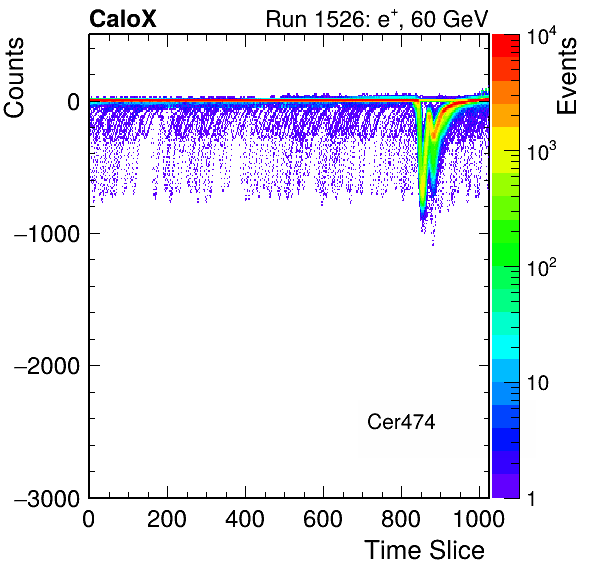 CaloX Run 1526: e⁺, 60 GeV
Counts
Events
0
−1000
−2000
−3000
10⁴
10³
10²
10
1
Cer474
0 200 400 600 800 1000
Time Slice